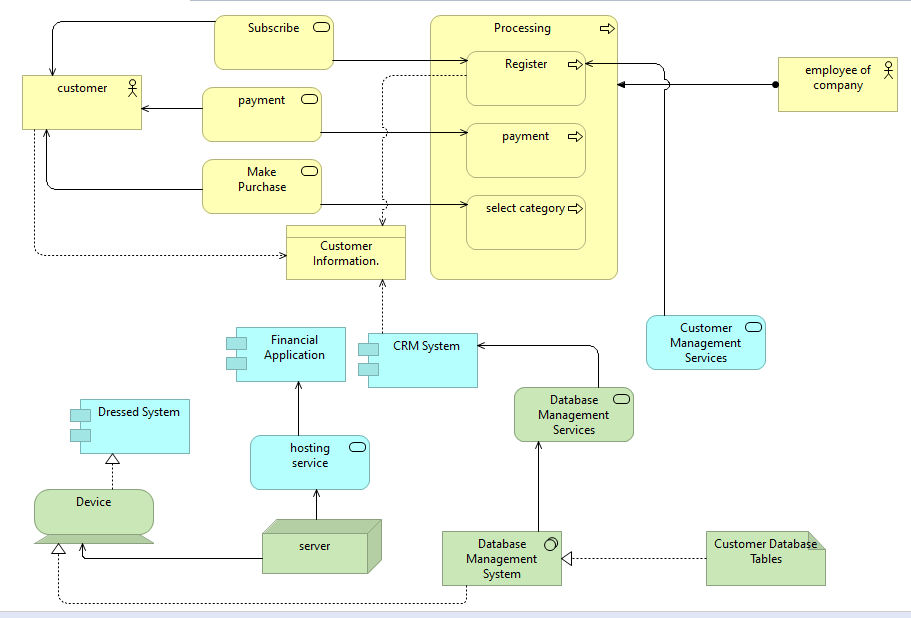 Subscribe
Processing
customer
Register
employee of
company
payment
payment
Make
Purchase
select category
Customer
Information.
Financial
Application
CRM System
Customer
Management
Services
Dressed System
Database
Management
Services
hosting
service
Device
server
Database
Management
System
Customer Database
Tables